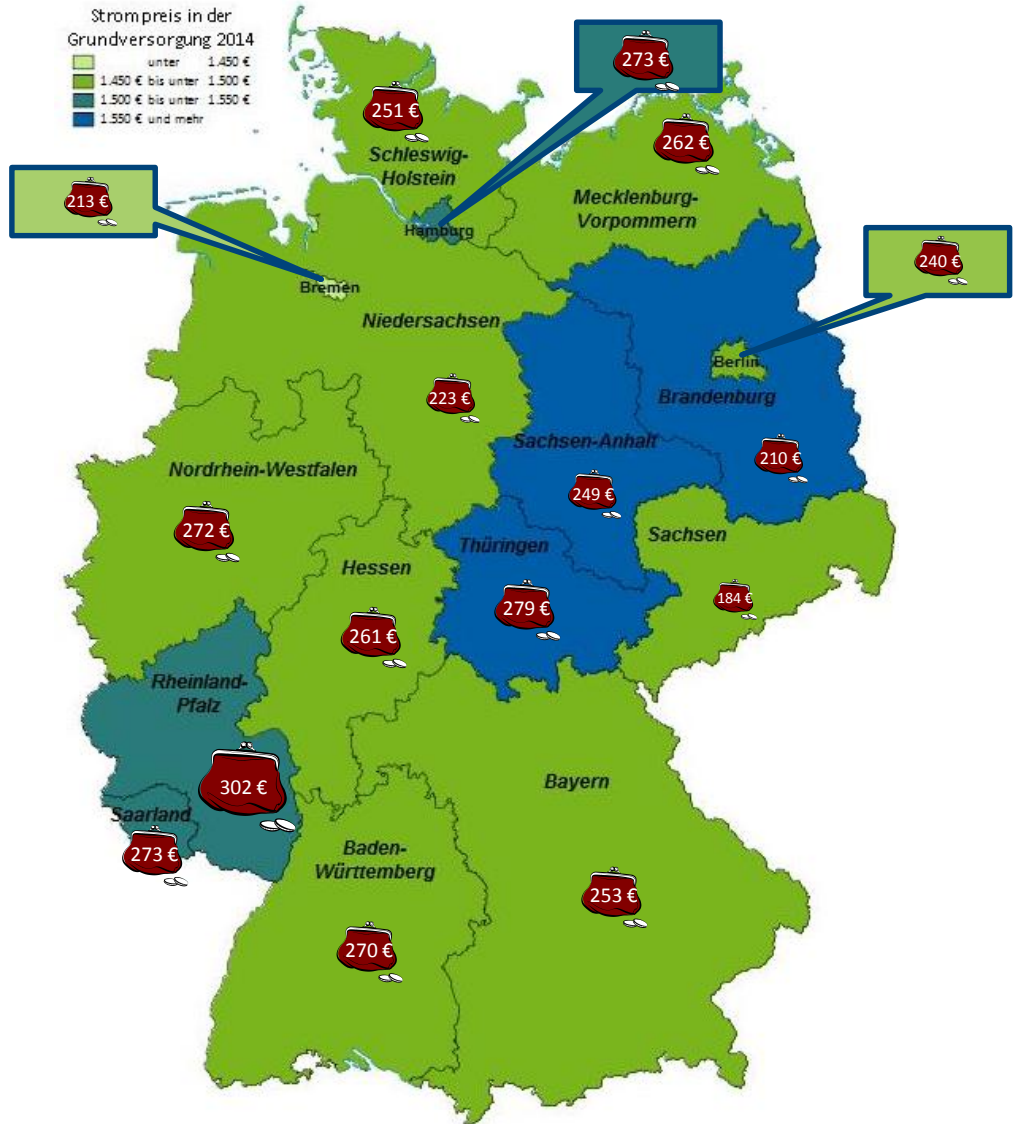 Strompreis in der
Grundversorgung 2014
unter 1.450 €
1.450 € bis unter 1.500 €
1.500 € bis unter 1.550 €
1.550 € und mehr
273 €
251 €
262 €
Schleswig-
Holstein
Mecklenburg-
Vorpommern
213 €
Hamburg
240 €
Bremen
Niedersachsen
Berlin
Brandenburg
223 €
Sachsen-Anhalt
210 €
Nordrhein-Westfalen
249 €
272 €
Sachsen
Thüringen
Hessen
184 €
279 €
261 €
Rheinland-
Pfalz
302 €
Bayern
Saarland
273 €
Baden-
Württemberg
253 €
270 €